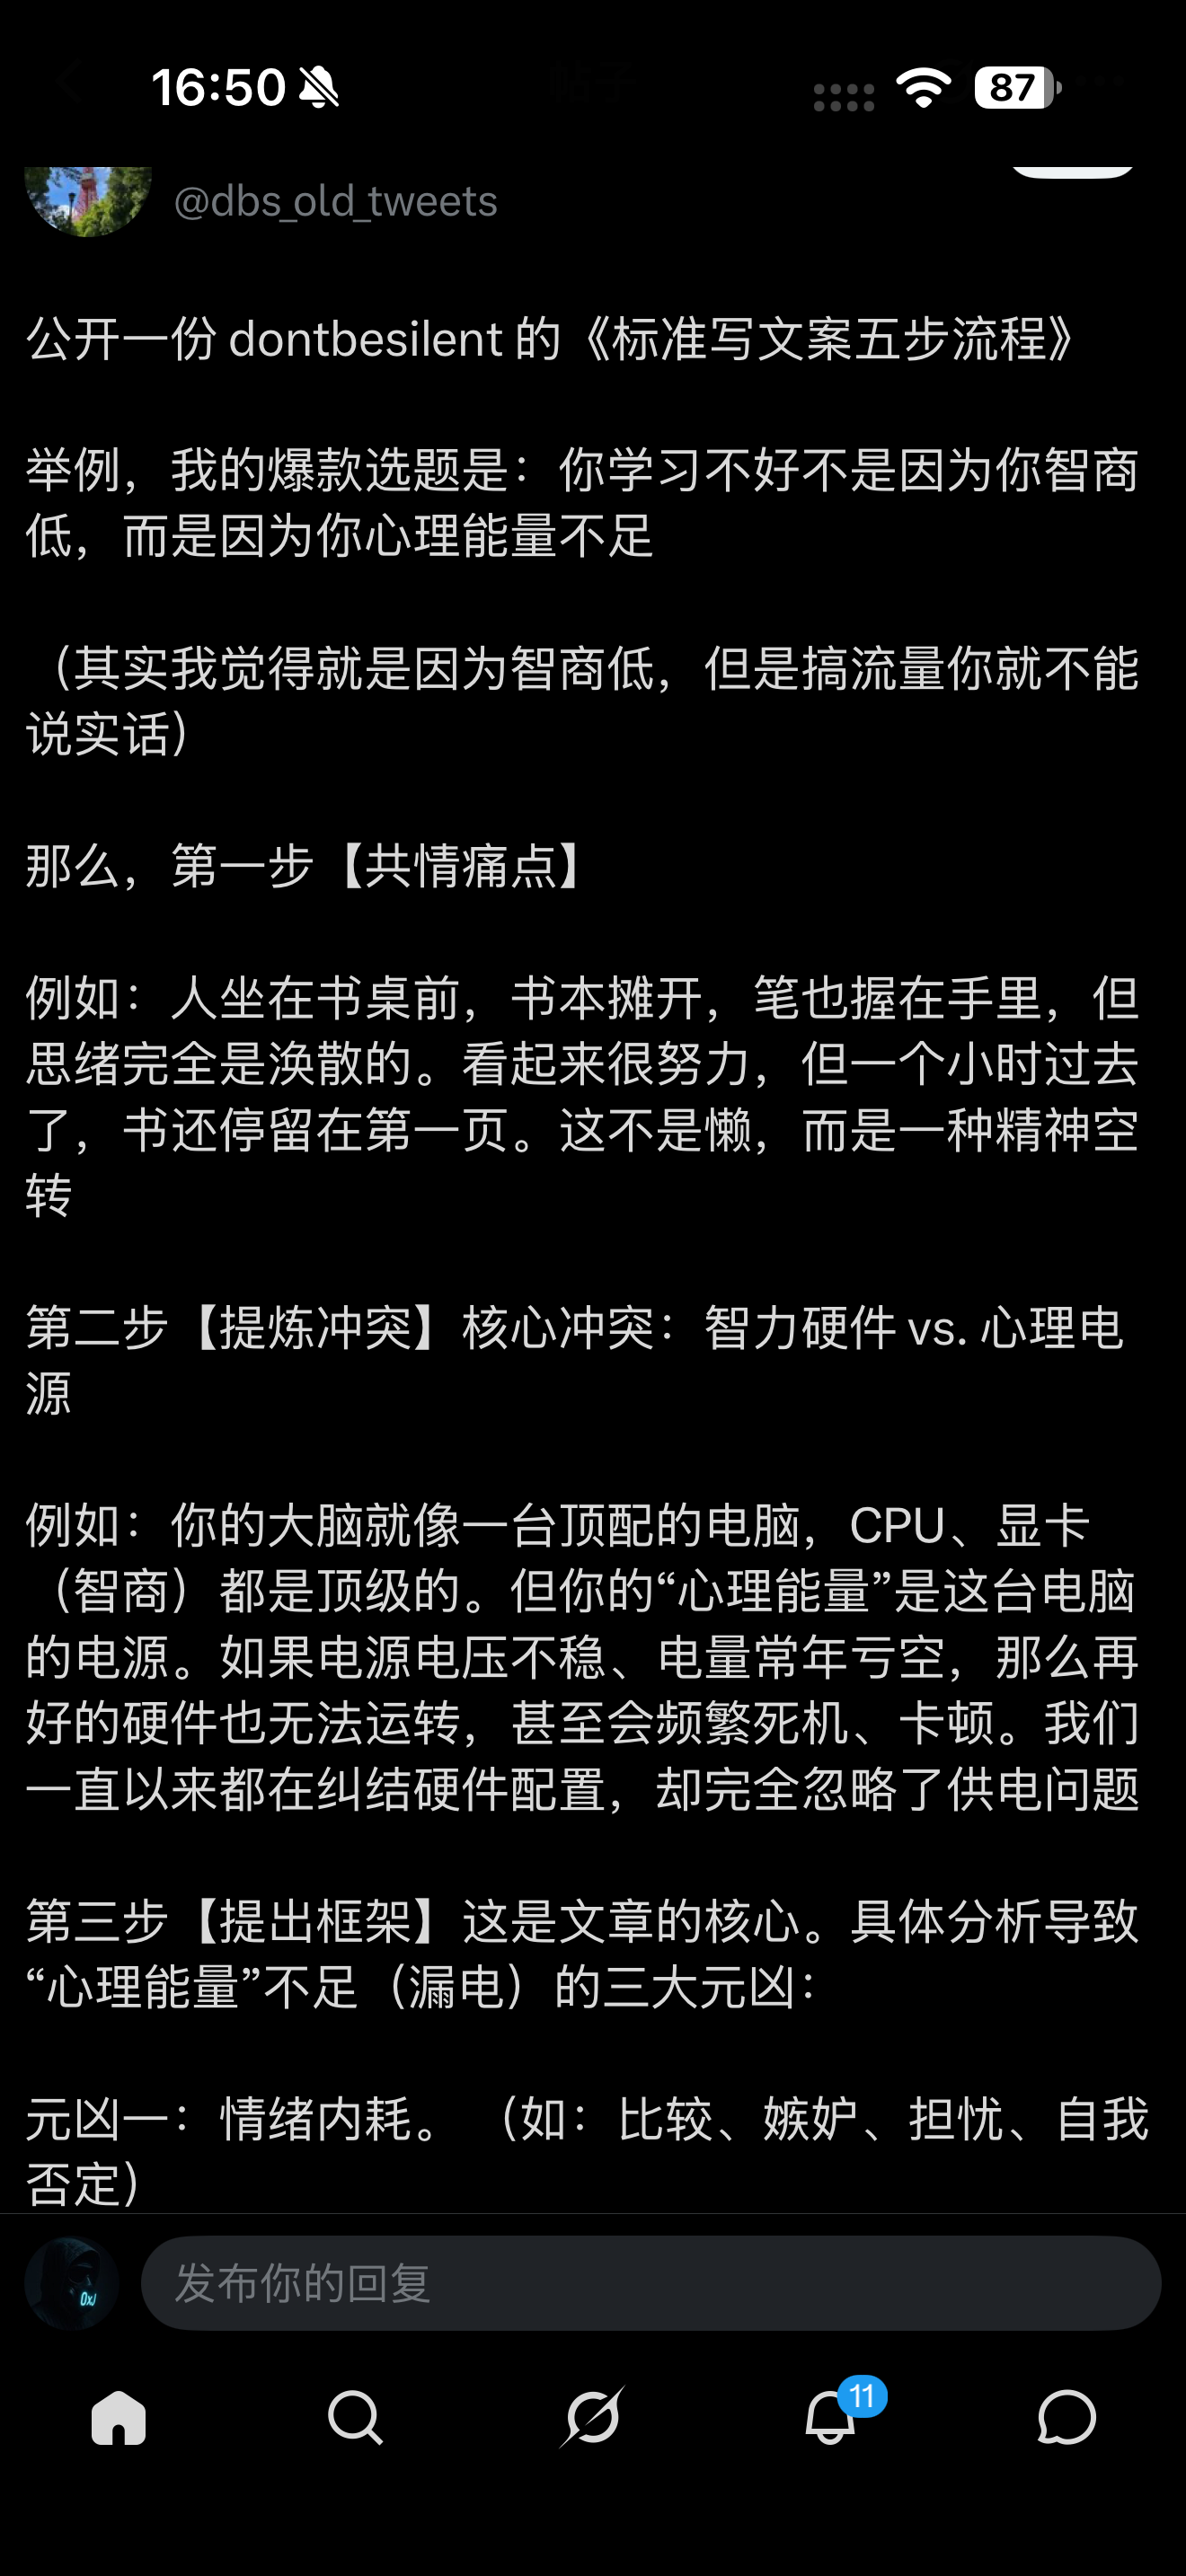 16:50
87
@dbs_old_tweets
公开一份 dontbesilent 的《标准写文案五步流程》
举例，我的爆款选题是：你学习不好不是因为你智商
低，而是因为你心理能量不足
（其实我觉得就是因为智商低，但是搞流量你就不能
说实话）
那么，第一步【共情痛点】
例如：人坐在书桌前，书本摊开，笔也握在手里，但
思绪完全是涣散的。看起来很努力，但一个小时过去
了，书还停留在第一页。这不是懒，而是一种精神空
转
第二步【提炼冲突】核心冲突：智力硬件 vs. 心理电
源
例如：你的大脑就像一台顶配的电脑，CPU、显卡
（智商）都是顶级的。但你的“心理能量”是这台电脑
的电源。如果电源电压不稳、电量常年亏空，那么再
好的硬件也无法运转，甚至会频繁死机、卡顿。我们
一直以来都在纠结硬件配置，却完全忽略了供电问题
第三步【提出框架】这是文章的核心。具体分析导致
“心理能量”不足（漏电）的三大元凶：
元凶一：情绪内耗。（如：比较、嫉妒、担忧、自我
否定）
发布你的回复
11